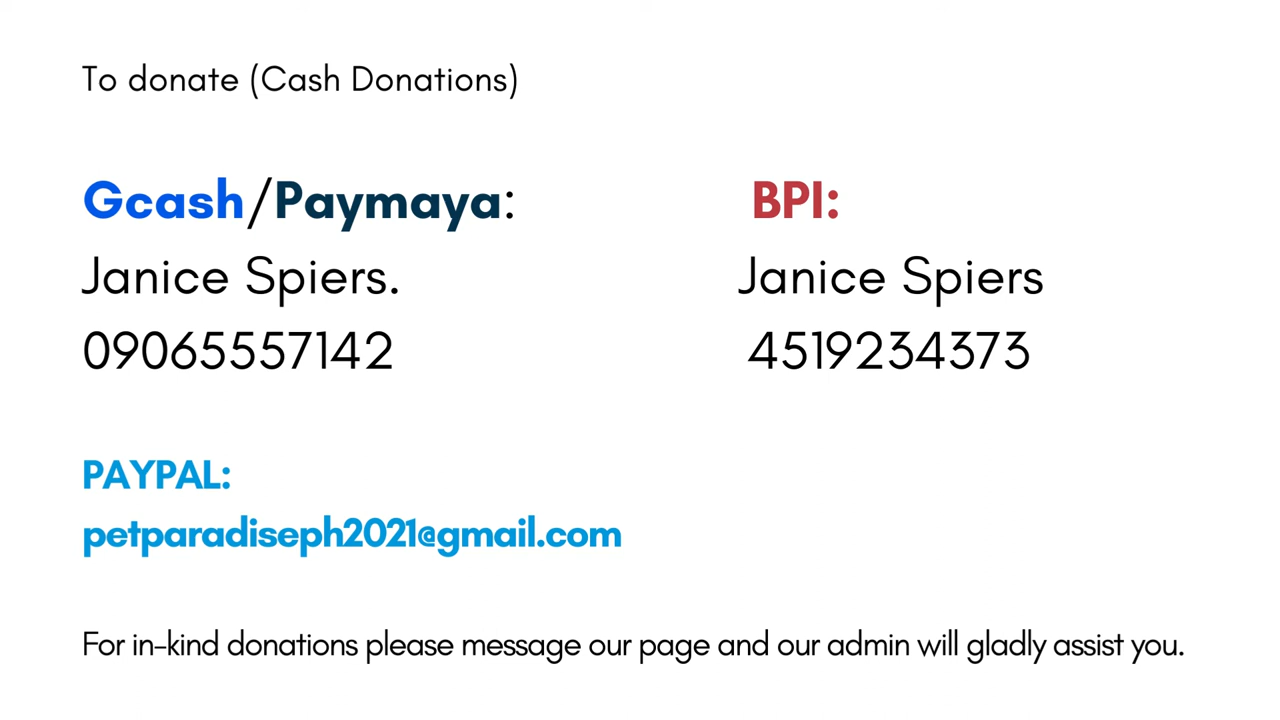 To donate (Cash Donations)
Gcash/Paymaya:
Janice Spiers.
09065557142
BPI:
Janice Spiers
4519234373
PAYPAL:
petparadiseph2021@gmail.com
For in-kind donations please message our page and our admin will gladly assist you.